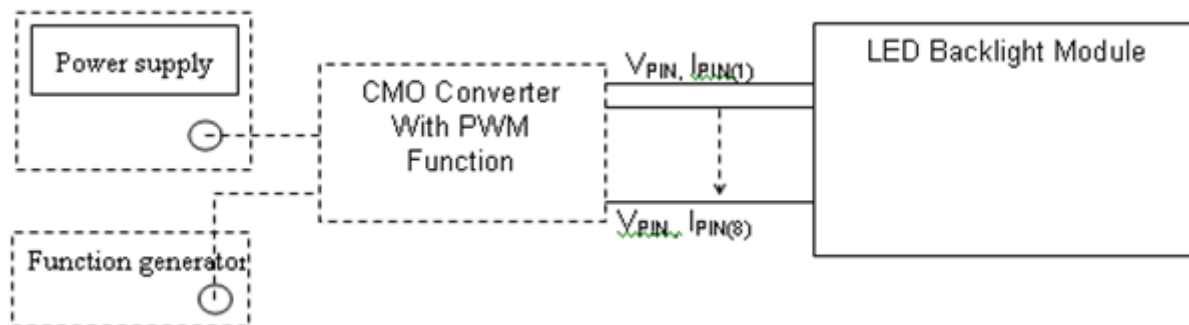 Power supply
CMO Converter
With PWM
Function
VPIN, IPIN(1)
LED Backlight Module
VPIN, IPIN(8)
Function generator